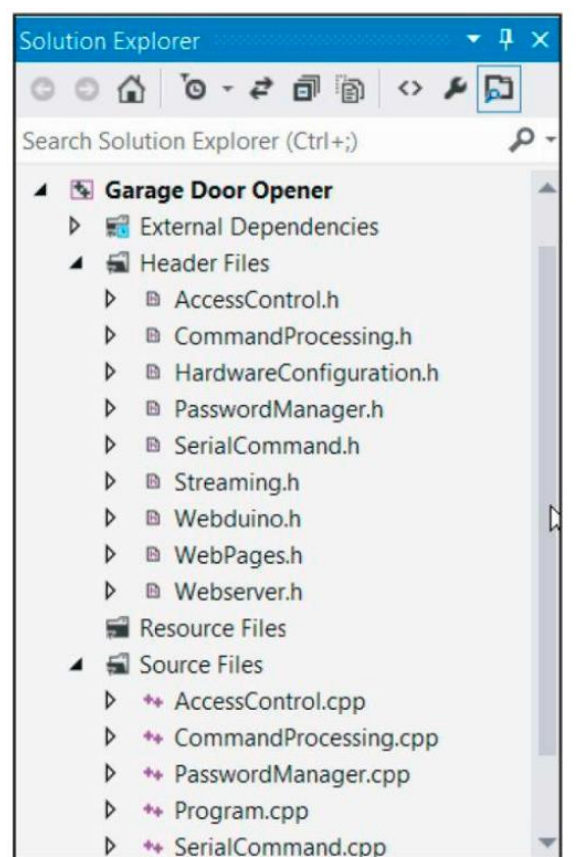 Solution Explorer
Search Solution Explorer (Ctrl+;)
Garage Door Opener
External Dependencies
Header Files
AccessControl.h
CommandProcessing.h
HardwareConfiguration.h
PasswordManager.h
SerialCommand.h
Streaming.h
Webduino.h
WebPages.h
Webserver.h
Resource Files
Source Files
AccessControl.cpp
CommandProcessing.cpp
PasswordManager.cpp
Program.cpp
SerialCommand.cpp